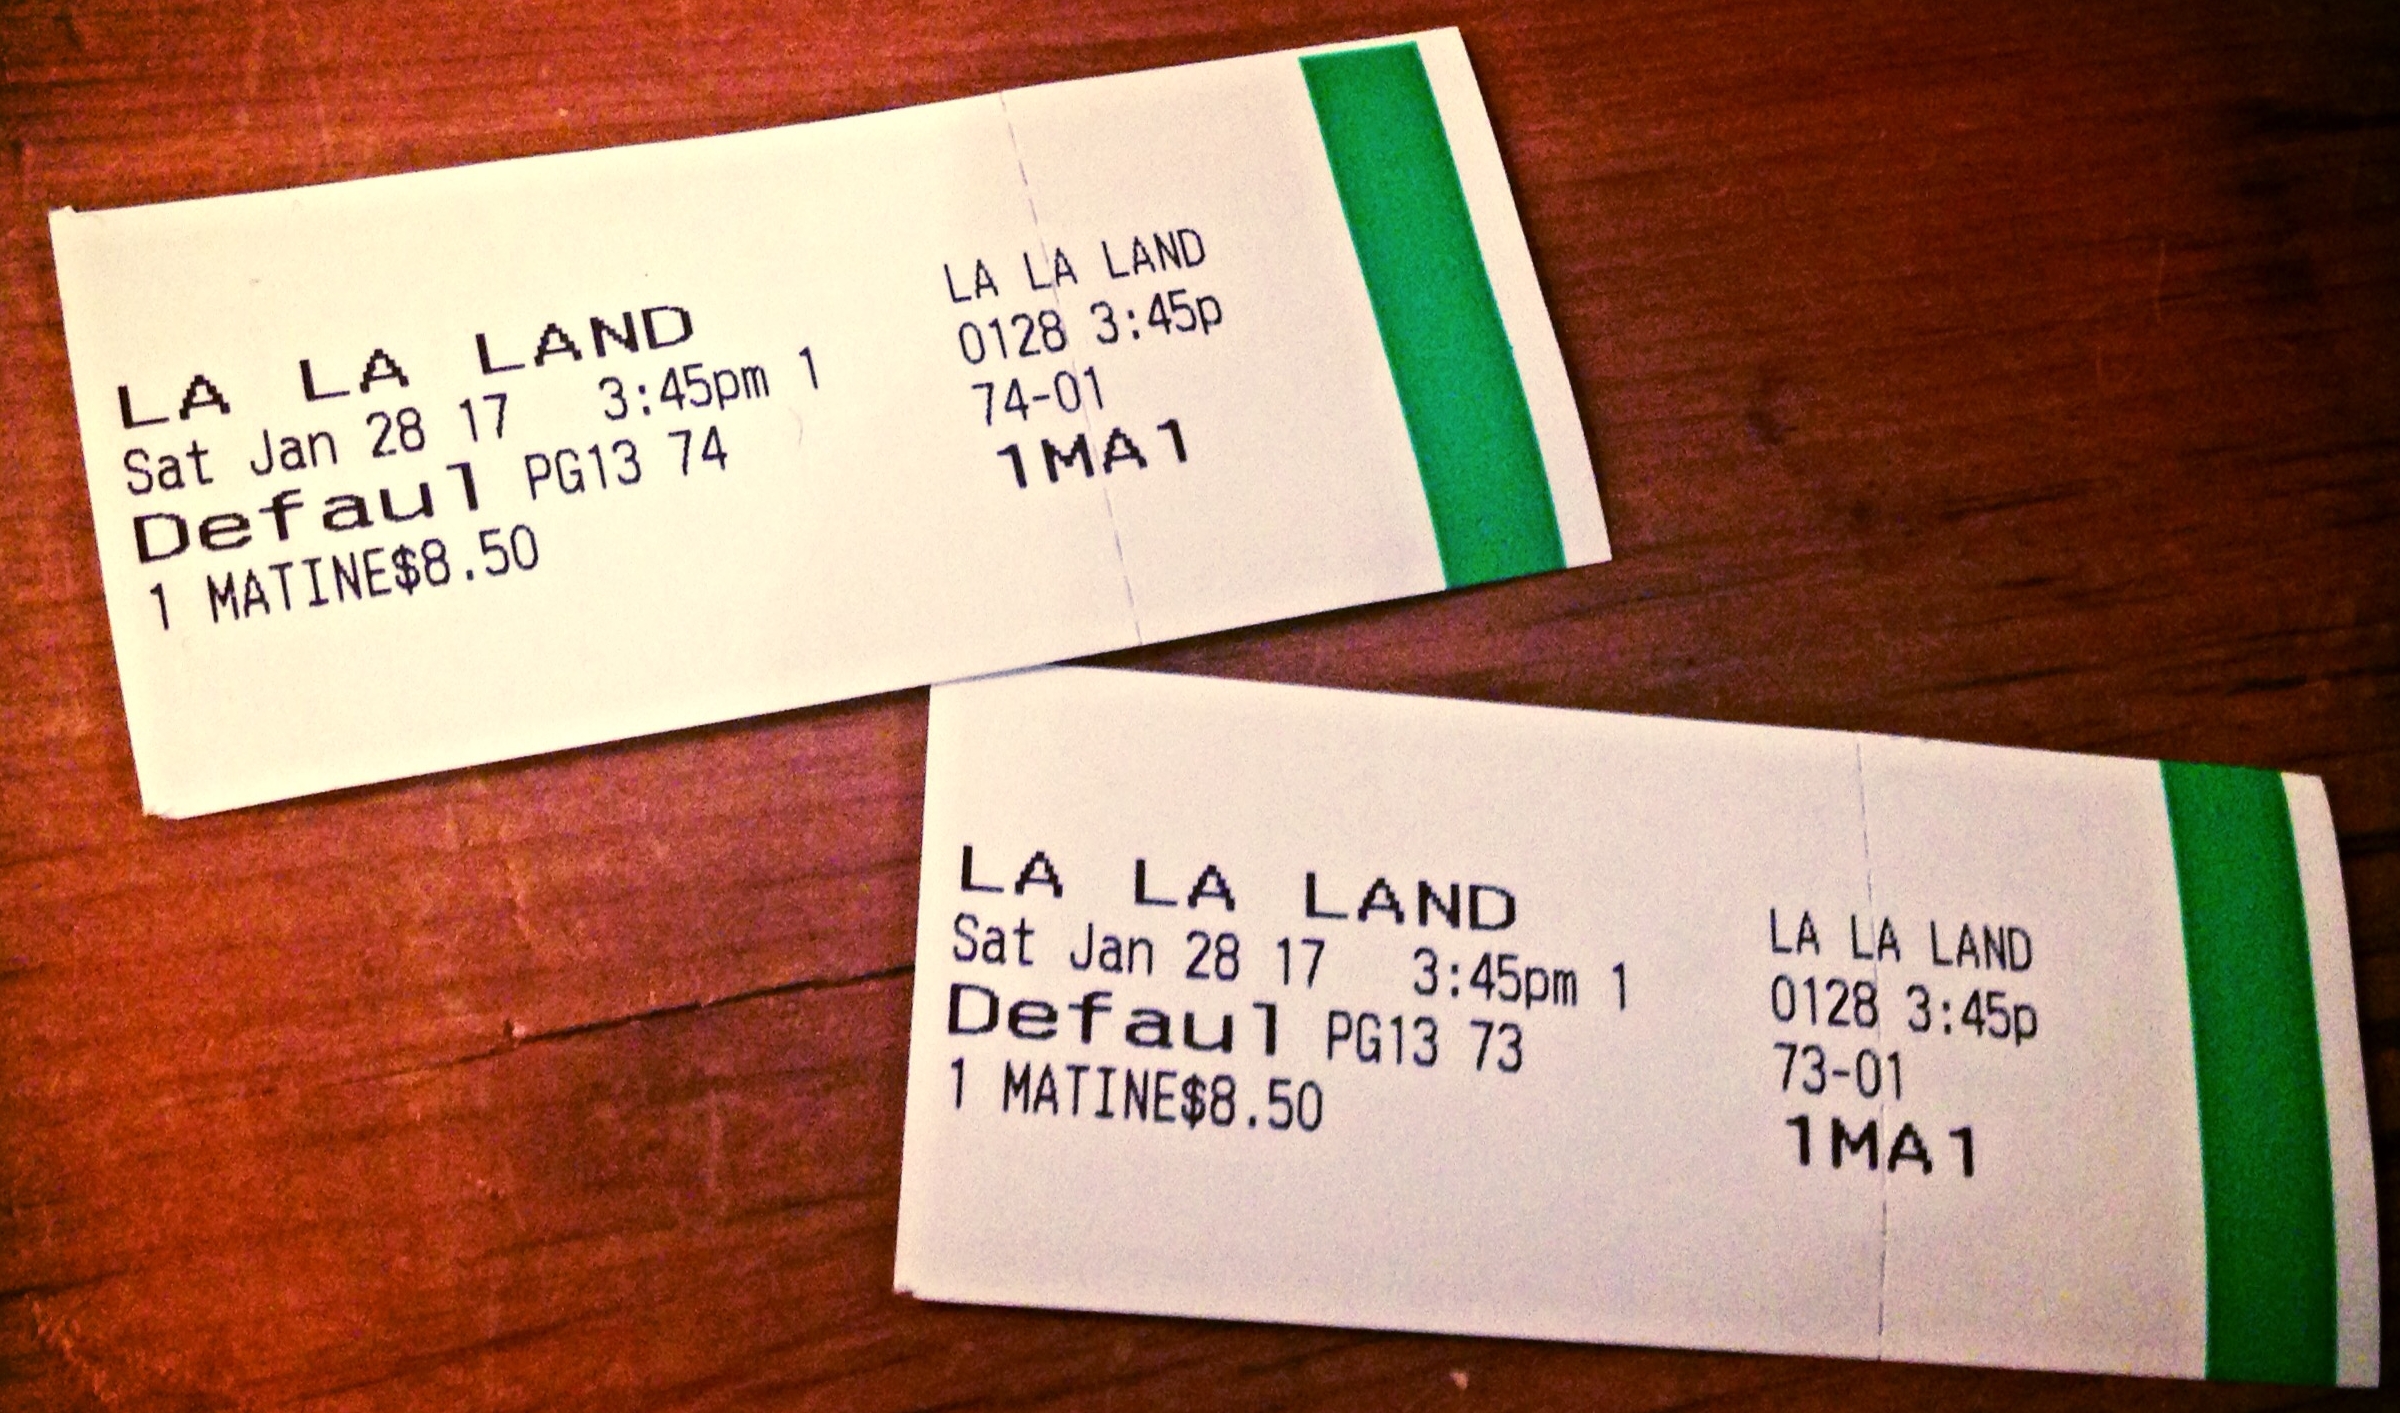 LA LA LAND
Sat Jan 28 17 3:45pm 1
Defaul PG13 74
1 MATINE$8.50
LA LA LAND
0128 3:45p
74-01
1MA1
LA LA LAND
Sat Jan 28 17 3:45pm 1
Defaul PG13 73
1 MATINE$8.50
LA LA LAND
0128 3:45p
73-01
1MA1